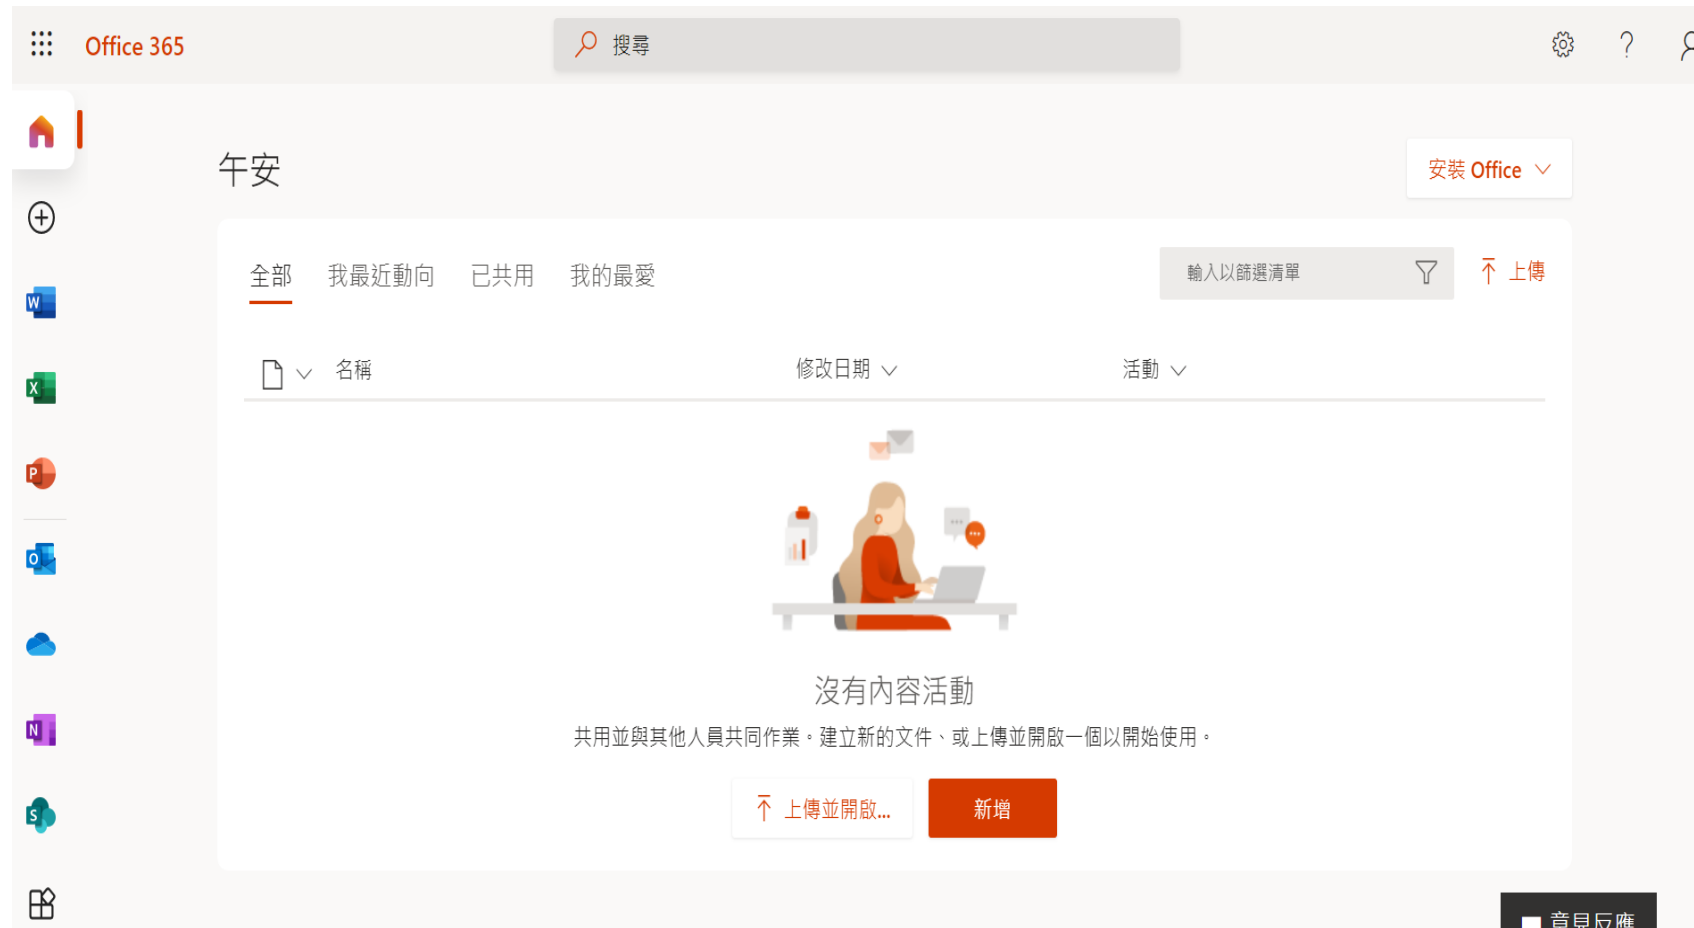 Office 365
搜尋
午安
安裝 Office
全部 我最近動向 已共用 我的最愛
輸入以篩選清單
上傳
名稱 修改日期 活動
W
X
P
O
N
S
沒有內容活動
共用並與其他人員共同作業。建立新的文件、或上傳並開啟一個以開始使用。
上傳並開啟...
新增
意見反應